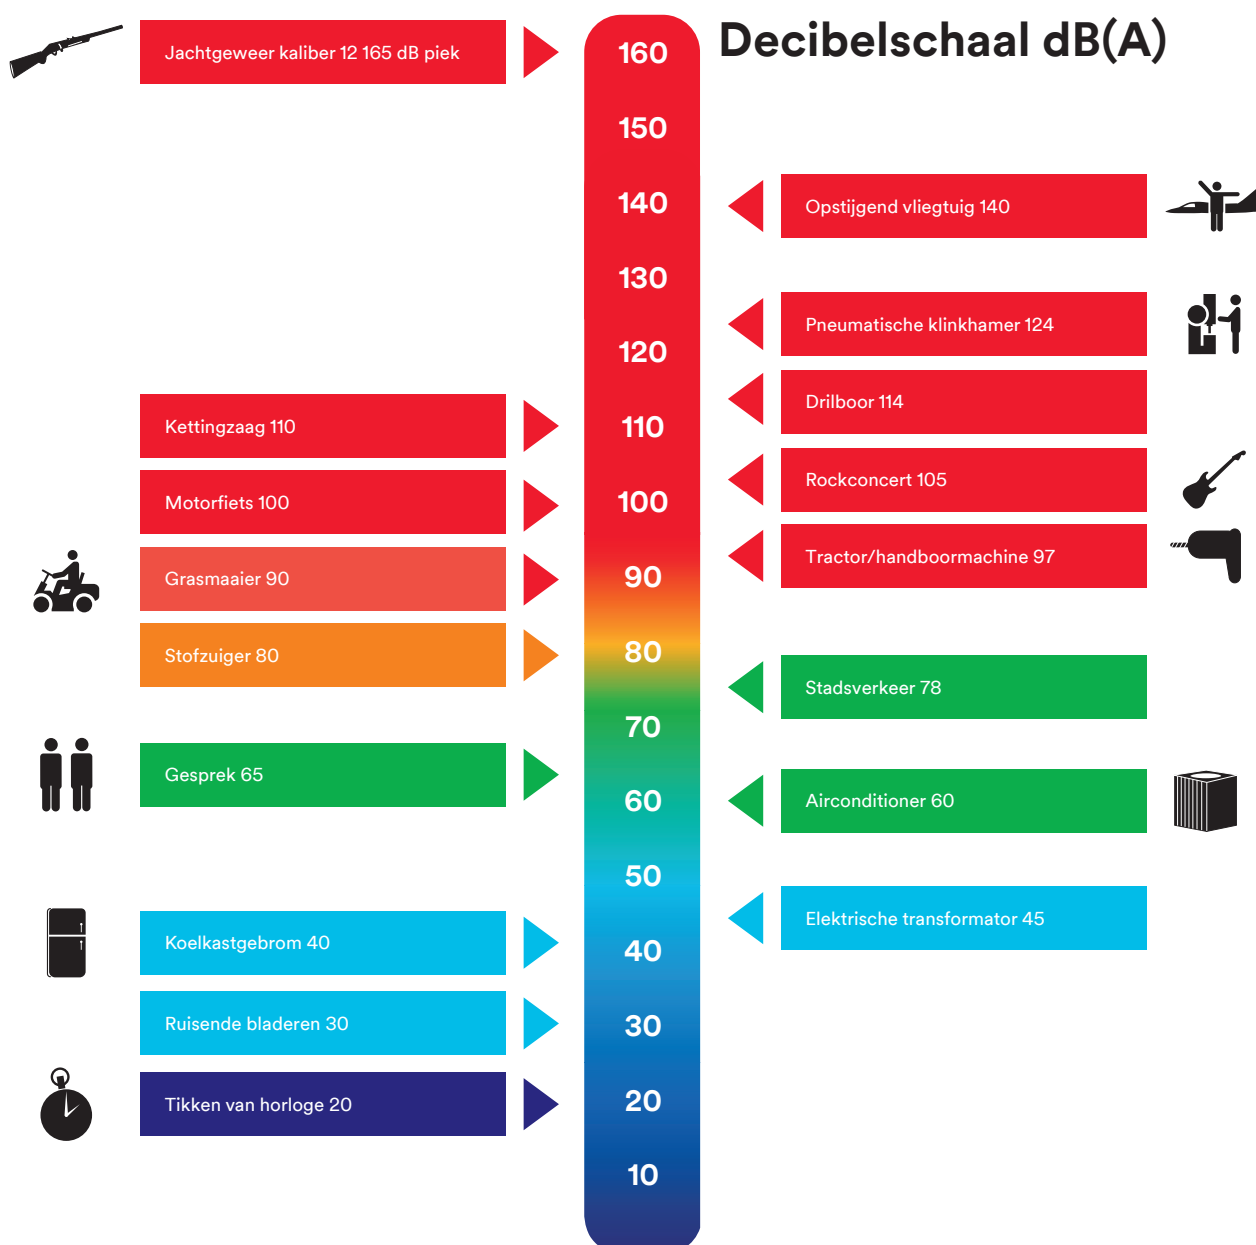 Decibelschaal dB(A)
Jachtgeweer kaliber 12 165 dB piek
Kettingzaag 110
Motorfiets 100
Grasmaaier 90
Stofzuiger 80
Gesprek 65
Koelkastgebrom 40
Ruisende bladeren 30
Tikken van horloge 20
160
150
140
130
120
110
100
90
80
70
60
50
40
30
20
10
Opstijgend vliegtuig 140
Pneumatische klinkhamer 124
Drilboor 114
Rockconcert 105
Tractor/handboormachine 97
Stadsverkeer 78
Airconditioner 60
Elektrische transformator 45